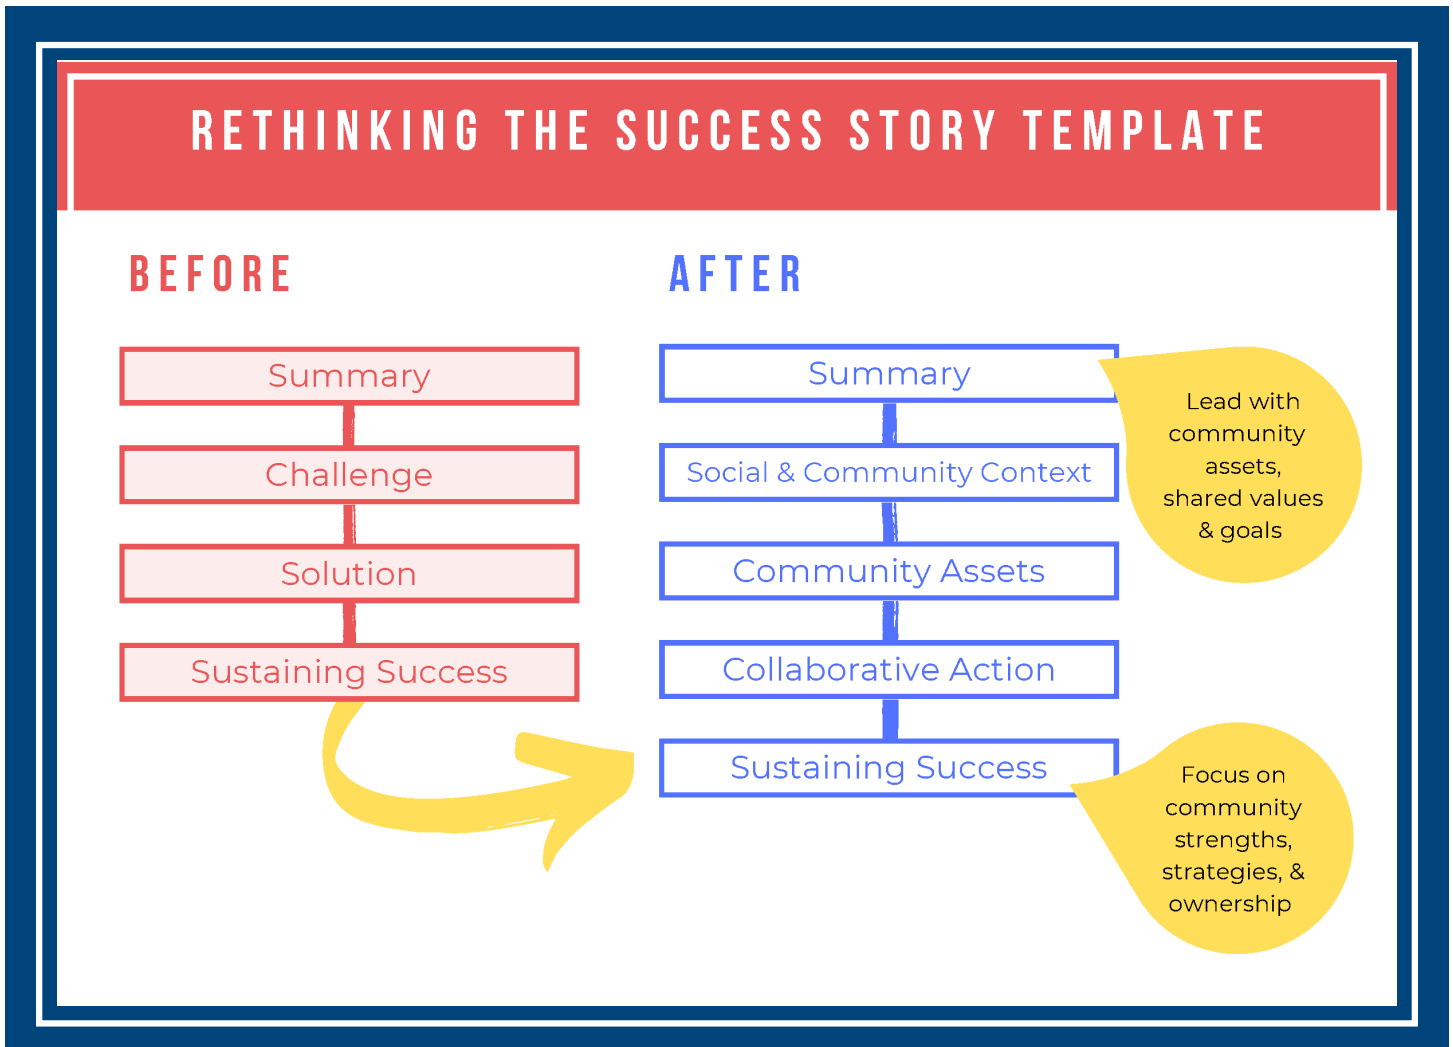 RETHINKING THE SUCCESS STORY TEMPLATE
BEFORE
Summary
Challenge
Solution
Sustaining Success
AFTER
Summary
Social & Community Context
Community Assets
Collaborative Action
Sustaining Success
Lead with
community
assets,
shared values
& goals
Focus on
community
strengths,
strategies, &
ownership